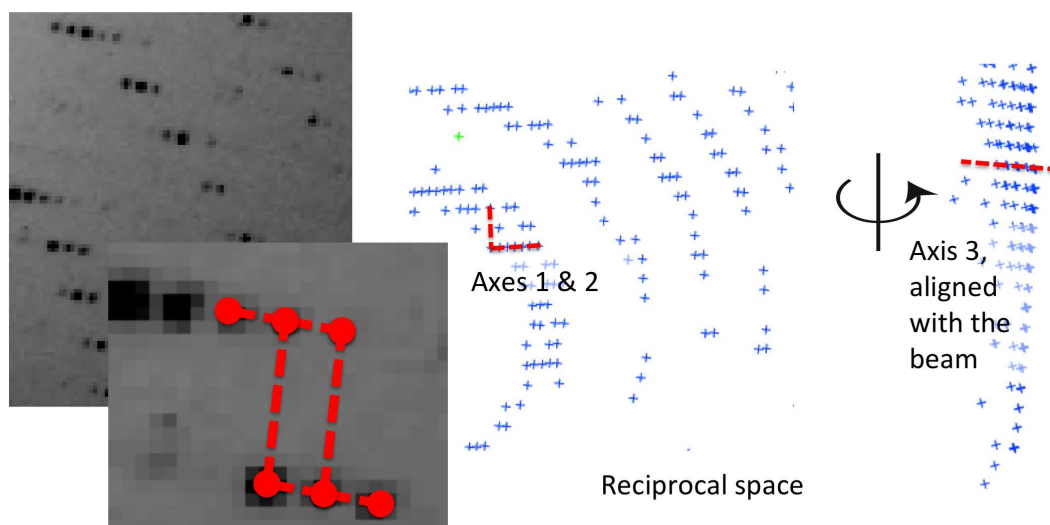 Axes 1 & 2
Axis 3,
aligned
with the
beam
Reciprocal space